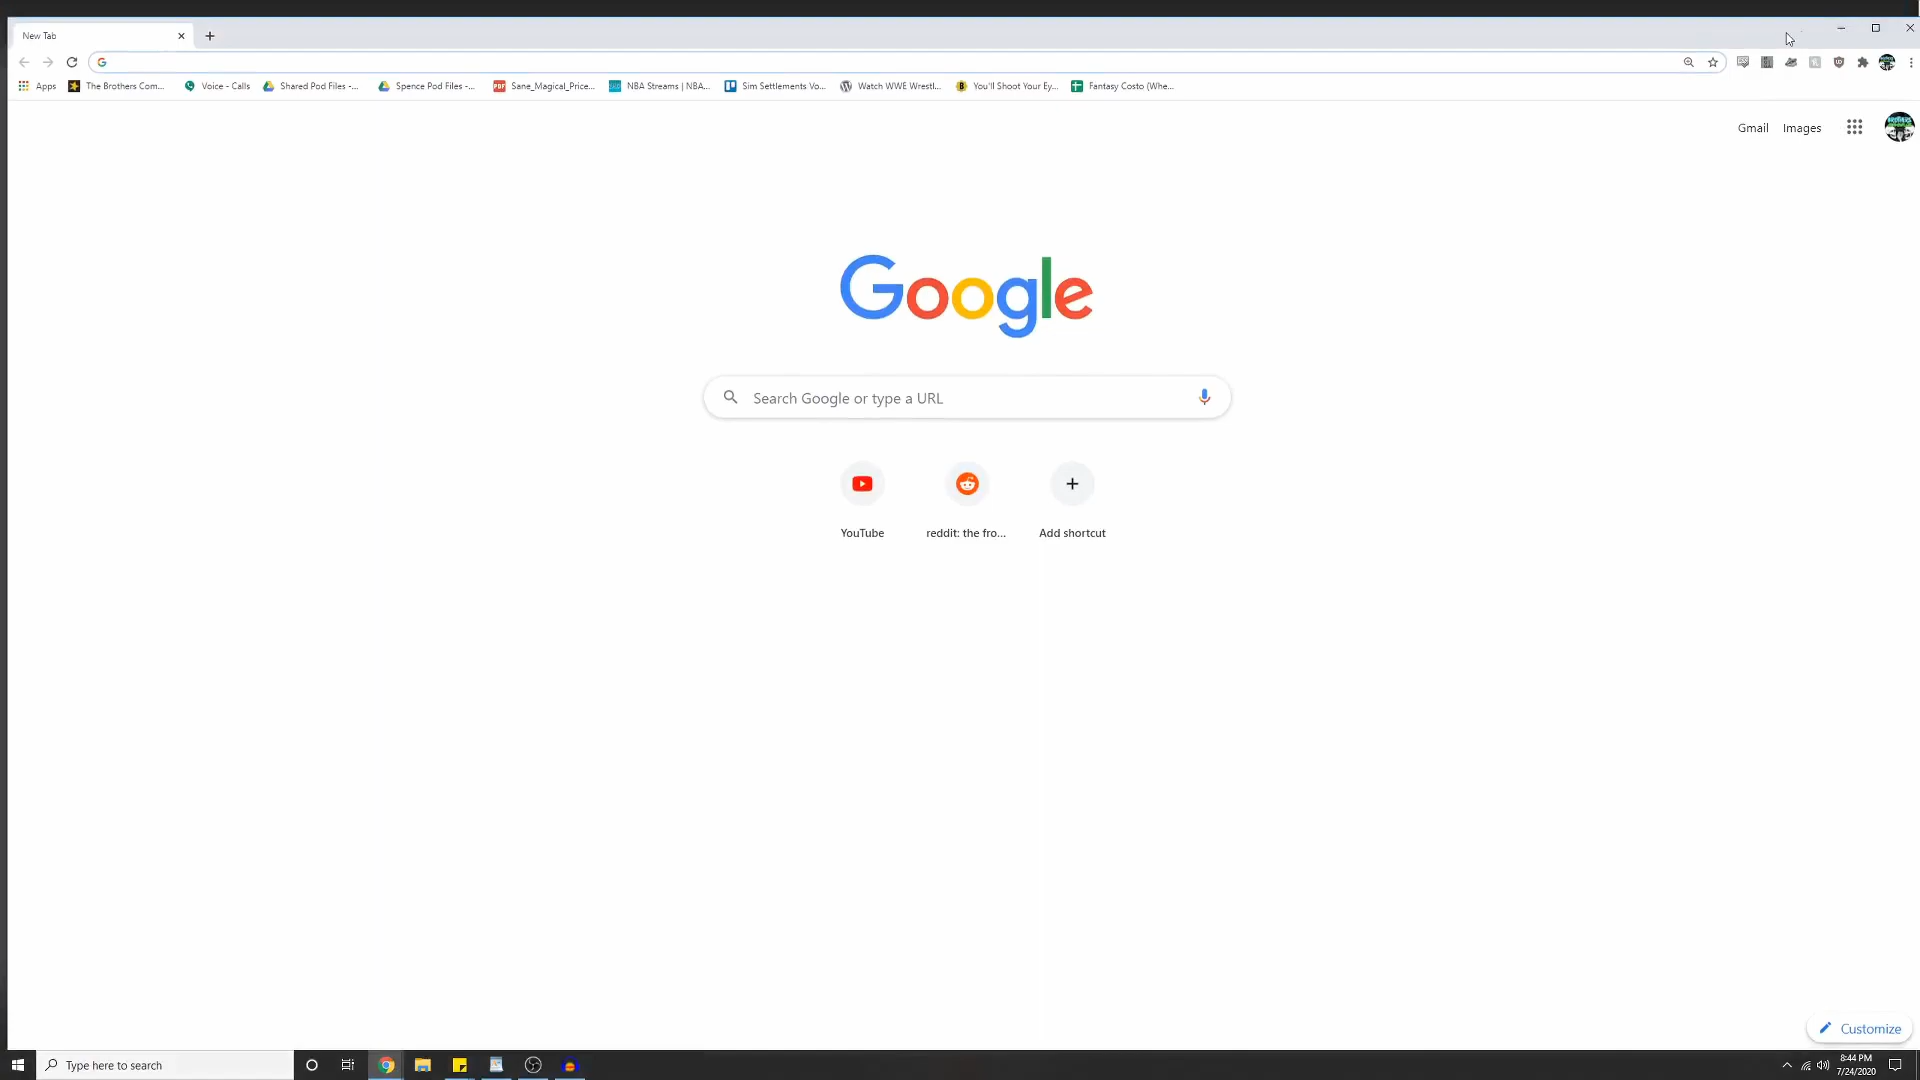 New Tab
Apps
The Brothers Com...
Voice - Calls
Shared Pod Files -...
Spence Pod Files -...
Sane_Magical_Price...
NBA Streams | NBA...
Sim Settlements Vo...
Watch WWE Wrestl...
You'll Shoot Your Ey...
Fantasy Costo (Whe...
Gmail
Images
Google
Search Google or type a URL
YouTube
reddit: the fro...
Add shortcut
Customize
Type here to search
8:44 PM
7/24/2020